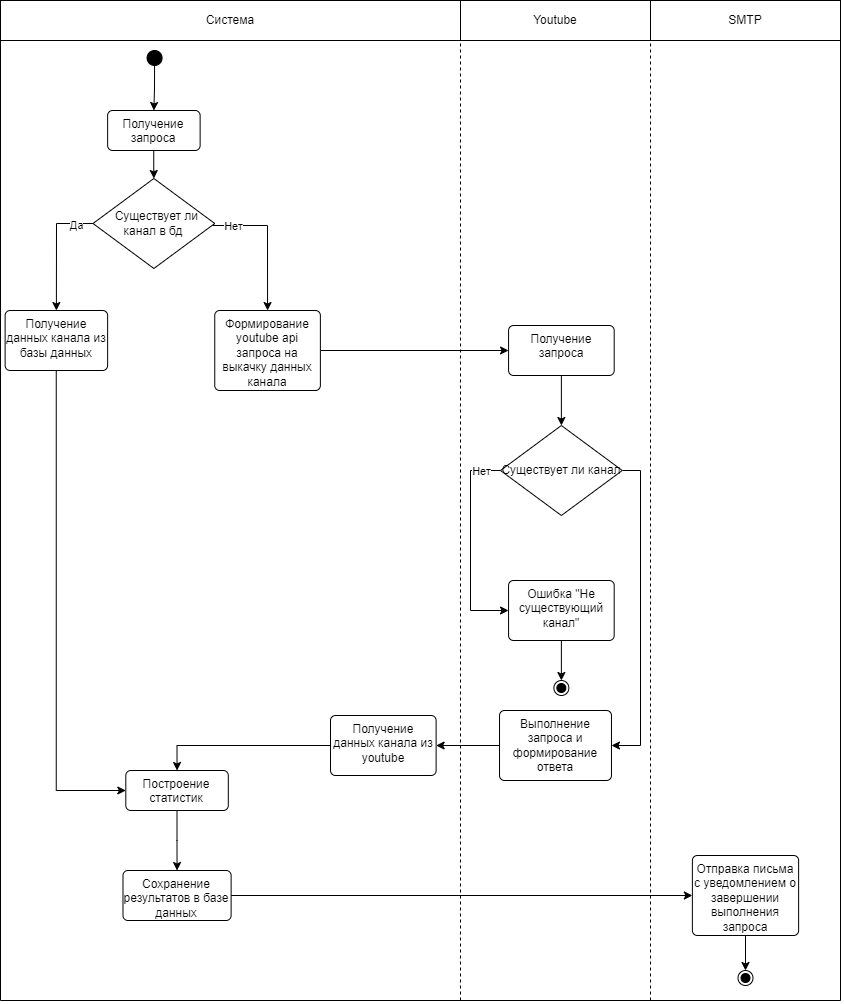 Система
Youtube
SMTP
Получение
запроса
Существует ли
канал в бд
Да
Нет
Получение
данных канала из
базы данных
Формирование
youtube api
запроса на
выкачку данных
канала
Получение
запроса
Существует ли канал
Нет
Ошибка "Не
существующий
канал"
Выполнение
запроса и
формирование
ответа
Получение
данных канала из
youtube
Построение
статистик
Сохранение
результатов в базе
данных
Отправка письма
с уведомлением о
завершении
выполнения
запроса